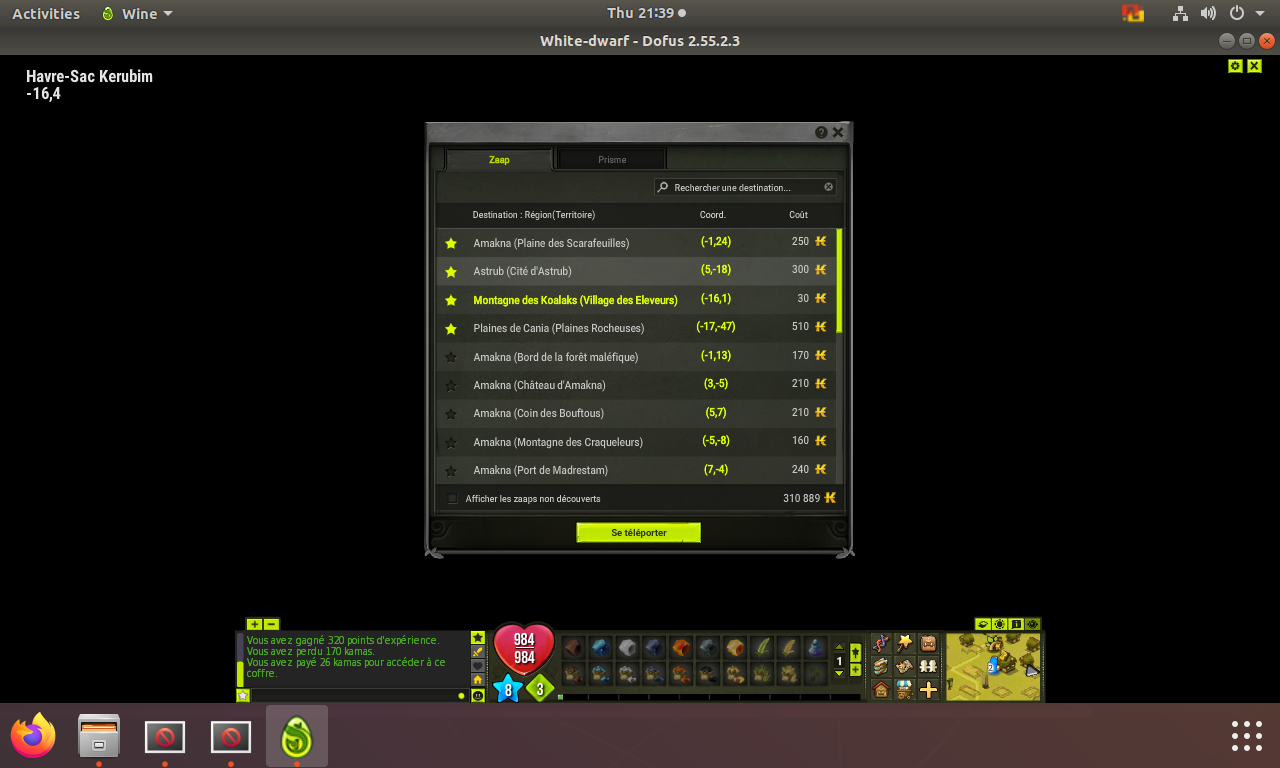 Activities Wine Thu 21:39
White-dwarf - Dofus 2.55.2.3
Havre-Sac Kerubim
-16,4
Zaap Prisme
Rechercher une destination...
Destination : Région(Territoire) Coord. Coût
Amakna (Plaine des Scarafeuilles) (-1,24) 250
Astrub (Cité d'Astrub) (5,-18) 300
Montagne des Koalaks (Village des Eleveurs) (-16,1) 30
Plaines de Cania (Plaines Rocheuses) (-17,-47) 510
Amakna (Bord de la forêt maléfique) (-1,13) 170
Amakna (Château d'Amakna) (3,-5) 210
Amakna (Coin des Bouftous) (5,7) 210
Amakna (Montagne des Craqueleurs) (-5,-8) 160
Amakna (Port de Madrestam) (7,-4) 240
Afficher les zaaps non découverts 310 889
Se téléporter
Vous avez gagné 320 points d'expérience.
Vous avez perdu 170 kamas.
Vous avez payé 26 kamas pour accéder à ce
coffre.
984
984
8 3
1
2